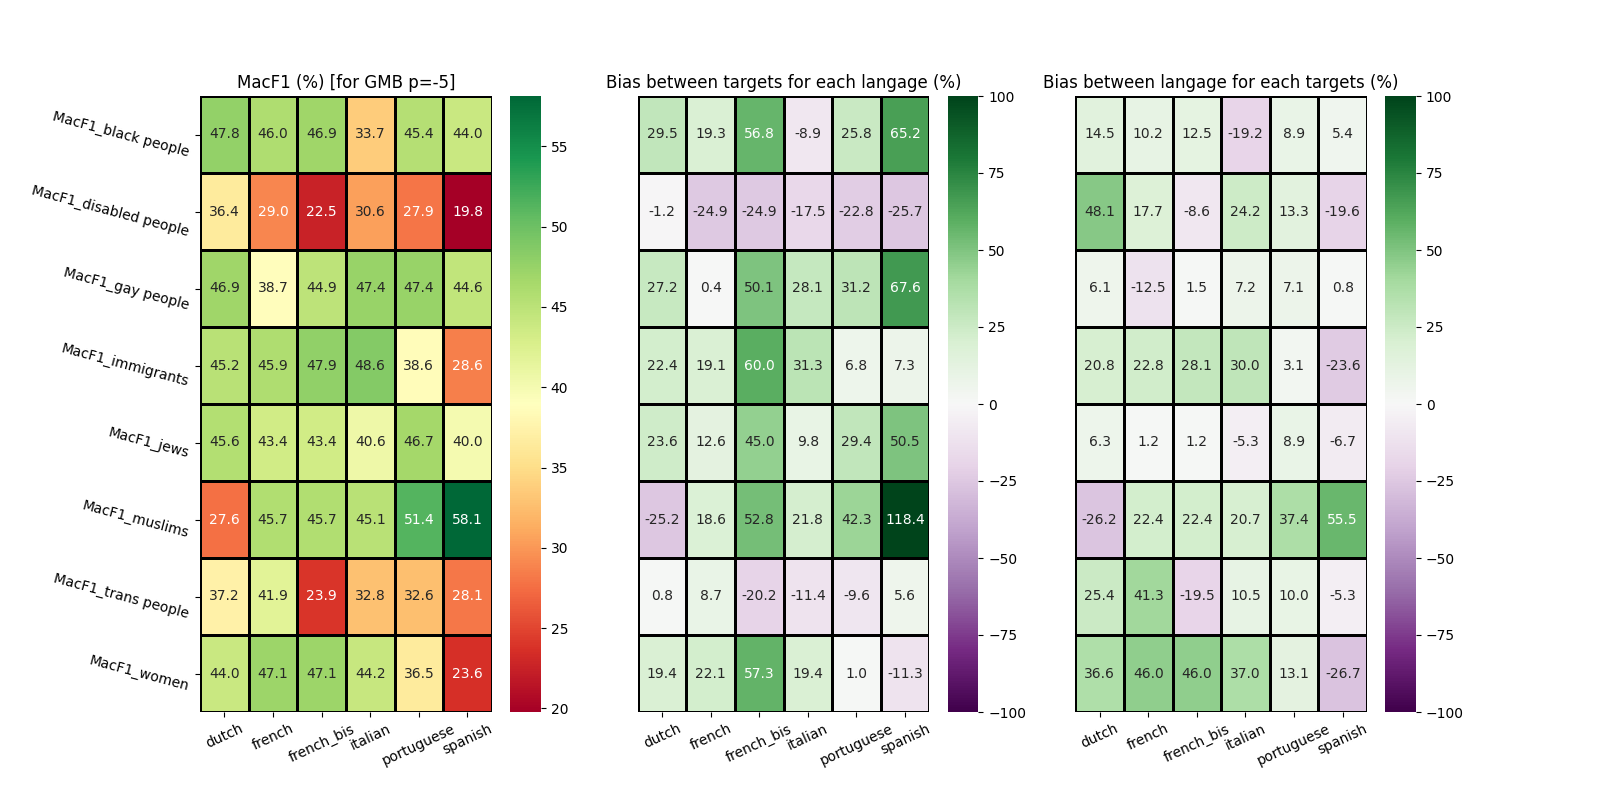 MacF1 (%) [for GMB p=-5]
Bias between targets for each langage (%)
Bias between langage for each targets (%)
MacF1_black people 47.8 46.0 46.9 33.7 45.4 44.0
MacF1_disabled people 36.4 29.0 22.5 30.6 27.9 19.8
MacF1_gay people 46.9 38.7 44.9 47.4 47.4 44.6
MacF1_immigrants 45.2 45.9 47.9 48.6 38.6 28.6
MacF1_jews 45.6 43.4 43.4 40.6 46.7 40.0
MacF1_muslims 27.6 45.7 45.7 45.1 51.4 58.1
MacF1_trans people 37.2 41.9 23.9 32.8 32.6 28.1
MacF1_women 44.0 47.1 47.1 44.2 36.5 23.6
dutch french french_bis italian portuguese spanish
55
50
45
40
35
30
25
20
29.5 19.3 56.8 -8.9 25.8 65.2
-1.2 -24.9 -24.9 -17.5 -22.8 -25.7
27.2 0.4 50.1 28.1 31.2 67.6
22.4 19.1 60.0 31.3 6.8 7.3
23.6 12.6 45.0 9.8 29.4 50.5
-25.2 18.6 52.8 21.8 42.3 118.4
0.8 8.7 -20.2 -11.4 -9.6 5.6
19.4 22.1 57.3 19.4 1.0 -11.3
dutch french french_bis italian portuguese spanish
100
75
50
25
0
−25
−50
−75
−100
14.5 10.2 12.5 -19.2 8.9 5.4
48.1 17.7 -8.6 24.2 13.3 -19.6
6.1 -12.5 1.5 7.2 7.1 0.8
20.8 22.8 28.1 30.0 3.1 -23.6
6.3 1.2 1.2 -5.3 8.9 -6.7
-26.2 22.4 22.4 20.7 37.4 55.5
25.4 41.3 -19.5 10.5 10.0 -5.3
36.6 46.0 46.0 37.0 13.1 -26.7
dutch french french_bis italian portuguese spanish
100
75
50
25
0
−25
−50
−75
−100